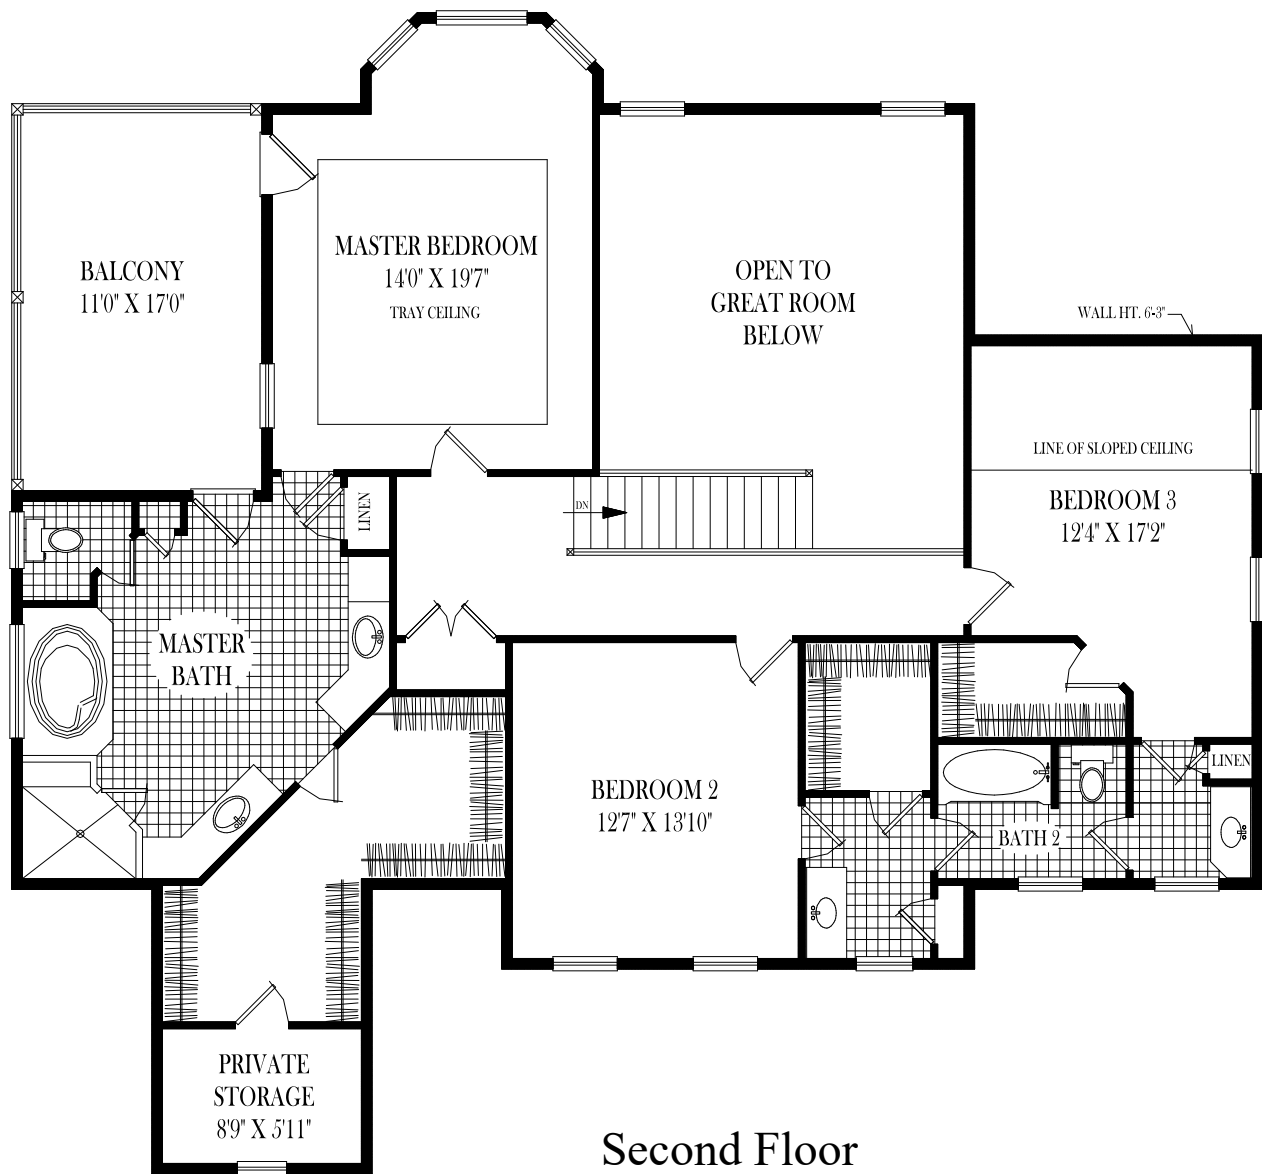 BALCONY
11'0" X 17'0"
MASTER BEDROOM
14'0" X 19'7"
TRAY CEILING
OPEN TO
GREAT ROOM
BELOW
WALL HT. 6'-3"
LINE OF SLOPED CEILING
BEDROOM 3
12'4" X 17'2"
LINEN
DN
MASTER
BATH
BEDROOM 2
12'7" X 13'10"
LINEN
BATH 2
PRIVATE
STORAGE
8'9" X 5'11"
Second Floor